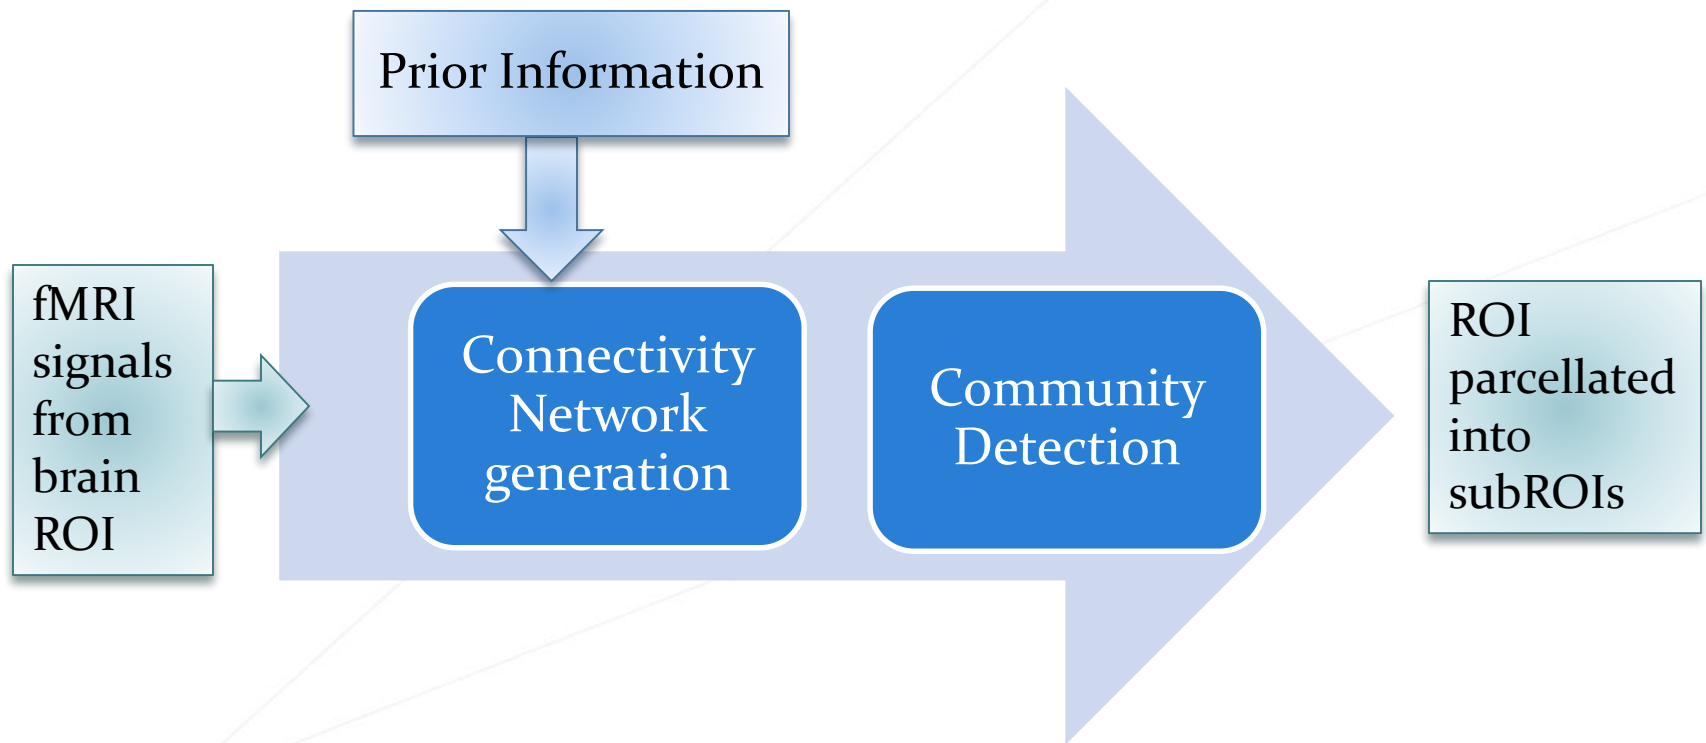 Prior Information
fMRI
signals
from
brain
ROI
Connectivity
Network
generation
Community
Detection
ROI
parcellated
into
subROIs